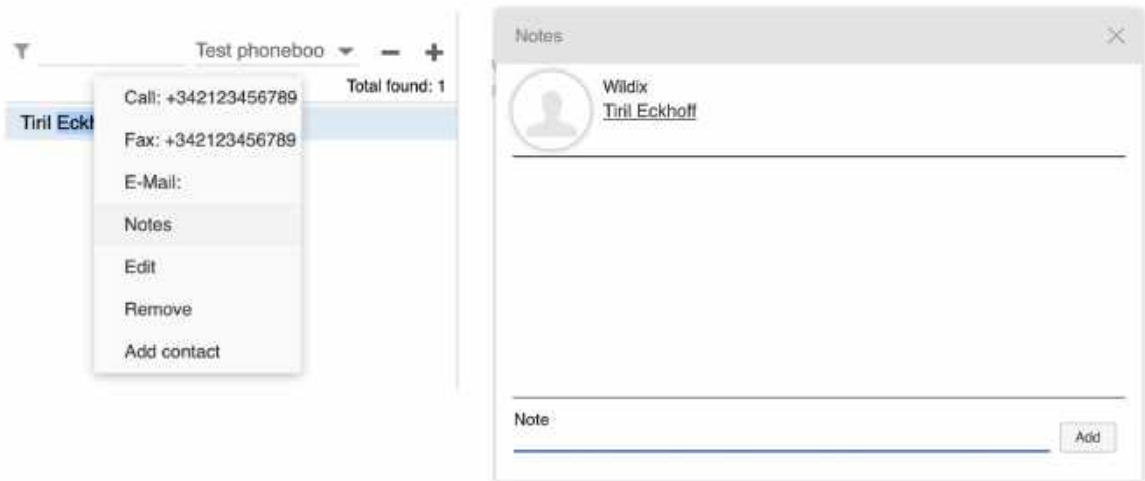 Test phoneboo
Total found: 1
Tiril
Call: +342123456789
Fax: +342123456789
E-Mail:
Notes
Edit
Remove
Add contact
Notes
Wildix
Tiril Eckhoff
Note
Add